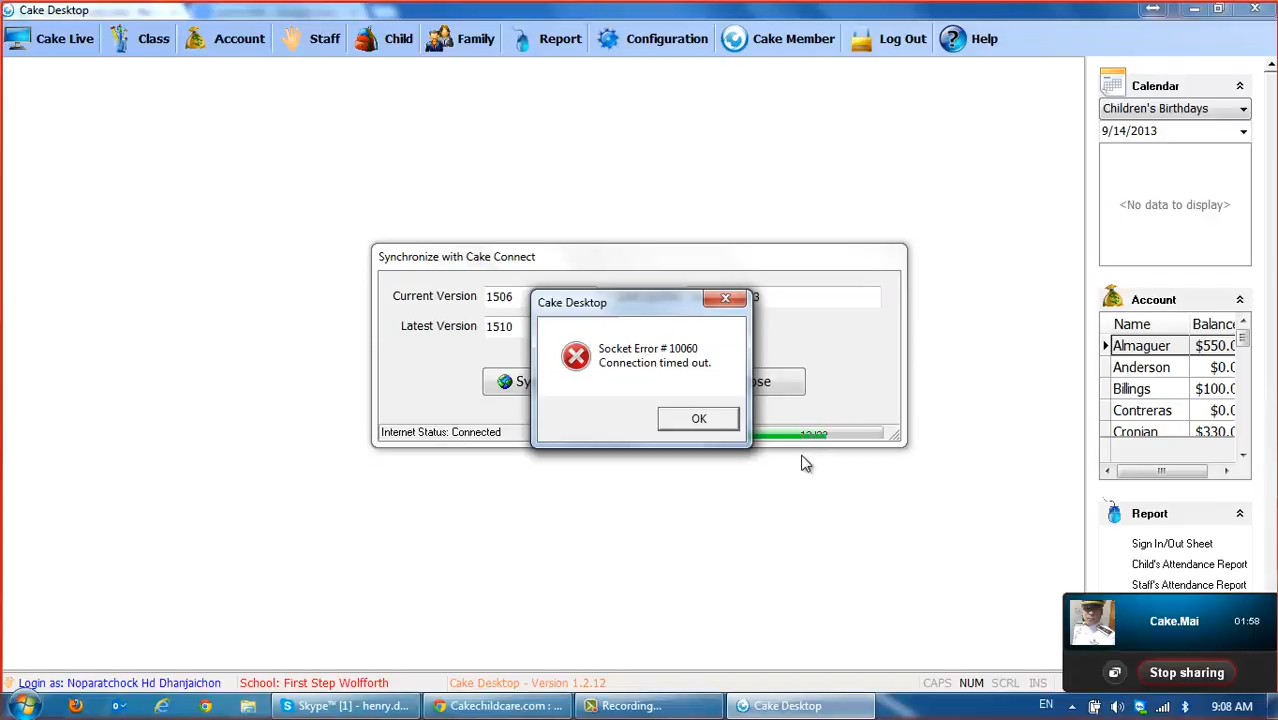 Cake Desktop
Cake Live Class Account Staff Child Family Report Configuration Cake Member Log Out Help
Calendar
Children's Birthdays
9/14/2013
<No data to display>
Synchronize with Cake Connect
Current Version 1506
Latest Version 1510
Internet Status: Connected
Cake Desktop
Socket Error # 10060
Connection timed out.
OK
Account
Name Balance
Almaguer $550.0
Anderson $0.0
Billings $100.0
Contreras $0.0
Cronian $330.0
Report
Sign In/Out Sheet
Child's Attendance Report
Staff's Attendance Report
Cake.Mai 01:58
Stop sharing
Login as: Noparatchock Hd Dhanjaichon School: First Step Wolfforth Cake Desktop - Version 1.2.12 CAPS NUM SCRL INS
Skype™ [1] - henry.d... Cakechildcare.com : ... Recording... Cake Desktop EN 9:08 AM